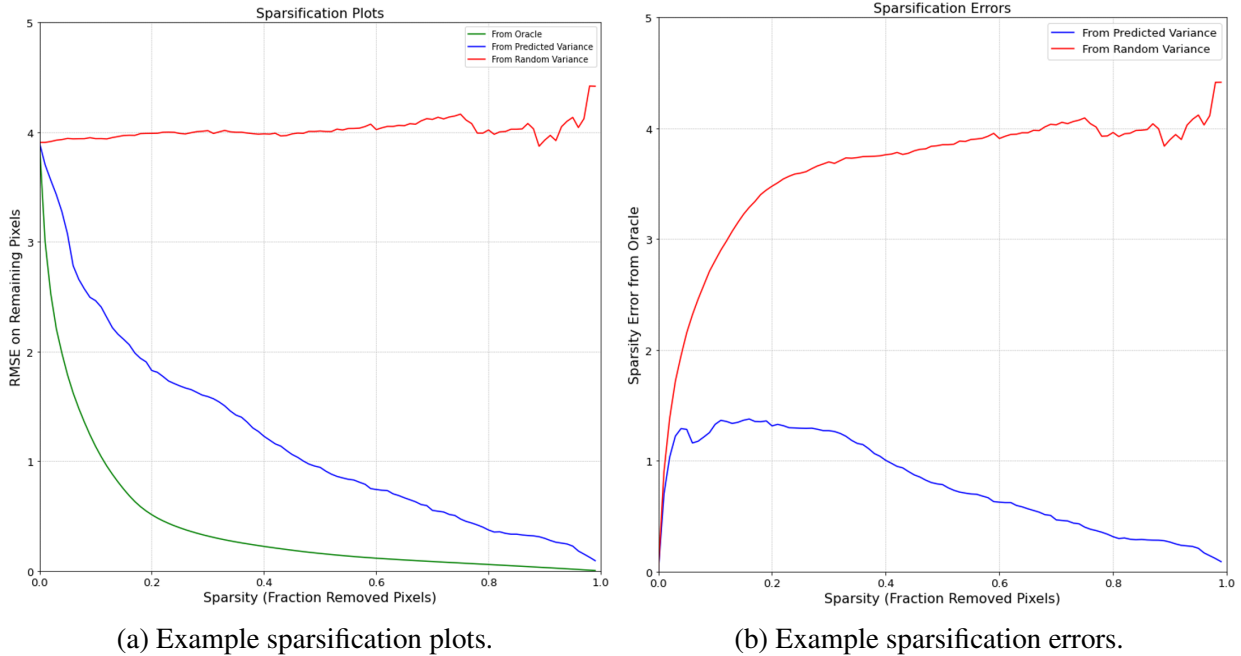 Sparsification Plots
5
4
3
2
1
0
RMSE on Remaining Pixels
From Oracle
From Predicted Variance
From Random Variance
0.0 0.2 0.4 0.6 0.8 1.0
Sparsity (Fraction Removed Pixels)
(a) Example sparsification plots.
Sparsification Errors
5
4
3
2
1
0
Sparsity Error from Oracle
From Predicted Variance
From Random Variance
0.0 0.2 0.4 0.6 0.8 1.0
Sparsity (Fraction Removed Pixels)
(b) Example sparsification errors.